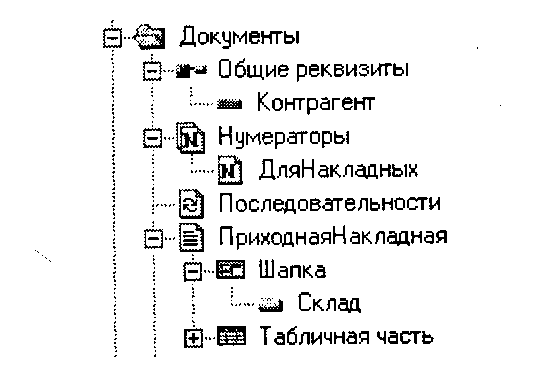 Документы
Общие реквизиты
Контрагент
Нумераторы
ДляНакладных
Последовательности
ПриходнаяНакладная
Шапка
Склад
Табличная часть